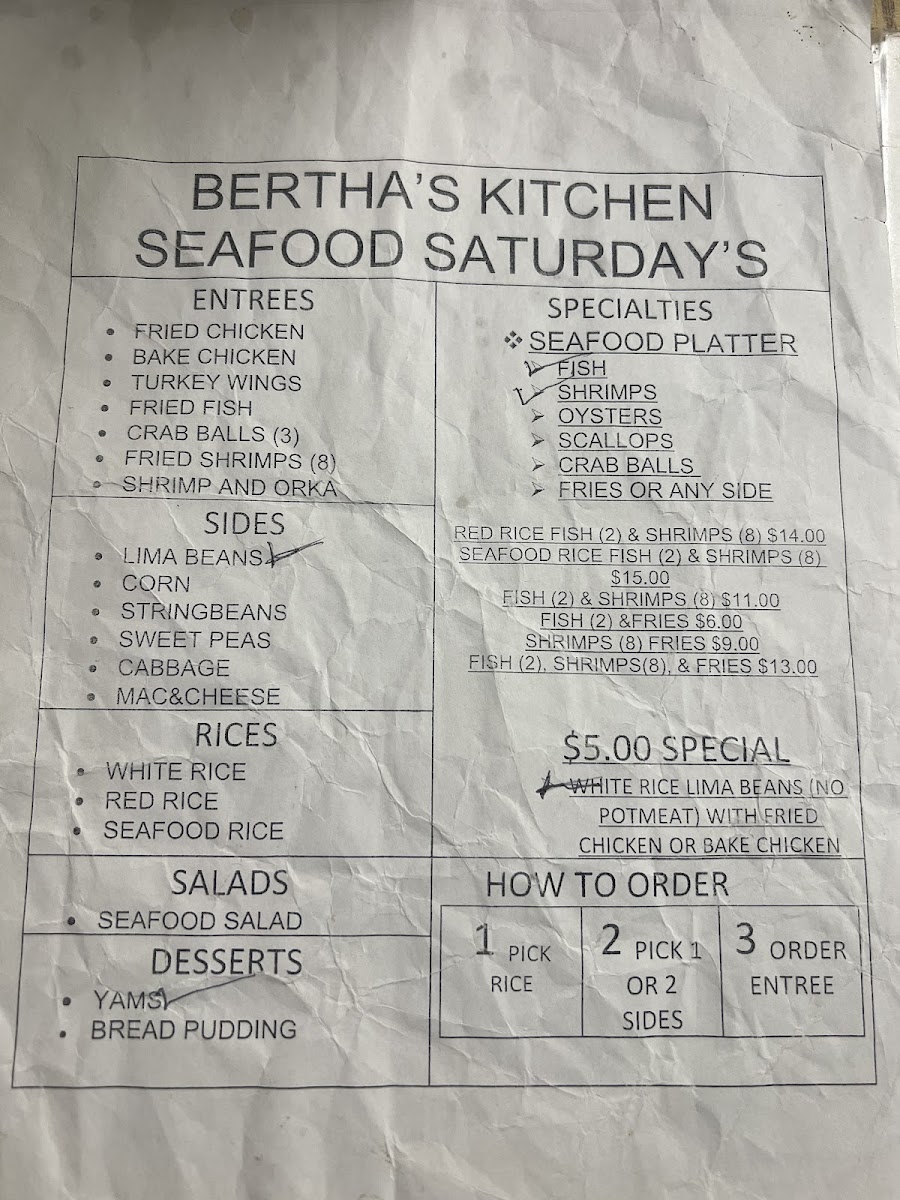 BERTHA'S KITCHEN
SEAFOOD SATURDAY'S
ENTREES
FRIED CHICKEN
BAKE CHICKEN
TURKEY WINGS
FRIED FISH
CRAB BALLS (3)
FRIED SHRIMPS (8)
SHRIMP AND ORKA
SIDES
LIMA BEANS
CORN
STRINGBEANS
SWEET PEAS
CABBAGE
MAC&CHEESE
RICES
WHITE RICE
RED RICE
SEAFOOD RICE
SALADS
SEAFOOD SALAD
DESSERTS
YAMS
BREAD PUDDING
SPECIALTIES
SEAFOOD PLATTER
FISH
SHRIMPS
OYSTERS
SCALLOPS
CRAB BALLS
FRIES OR ANY SIDE
RED RICE FISH (2) & SHRIMPS (8) $14.00
SEAFOOD RICE FISH (2) & SHRIMPS (8)
$15.00
FISH (2) & SHRIMPS (8) $11.00
FISH (2) &FRIES $6.00
SHRIMPS (8) FRIES $9.00
FISH (2), SHRIMPS(8), & FRIES $13.00
$5.00 SPECIAL
WHITE RICE LIMA BEANS (NO
POTMEAT) WITH FRIED
CHICKEN OR BAKE CHICKEN
HOW TO ORDER
1 PICK
RICE
2 PICK 1
OR 2
SIDES
3 ORDER
ENTREE